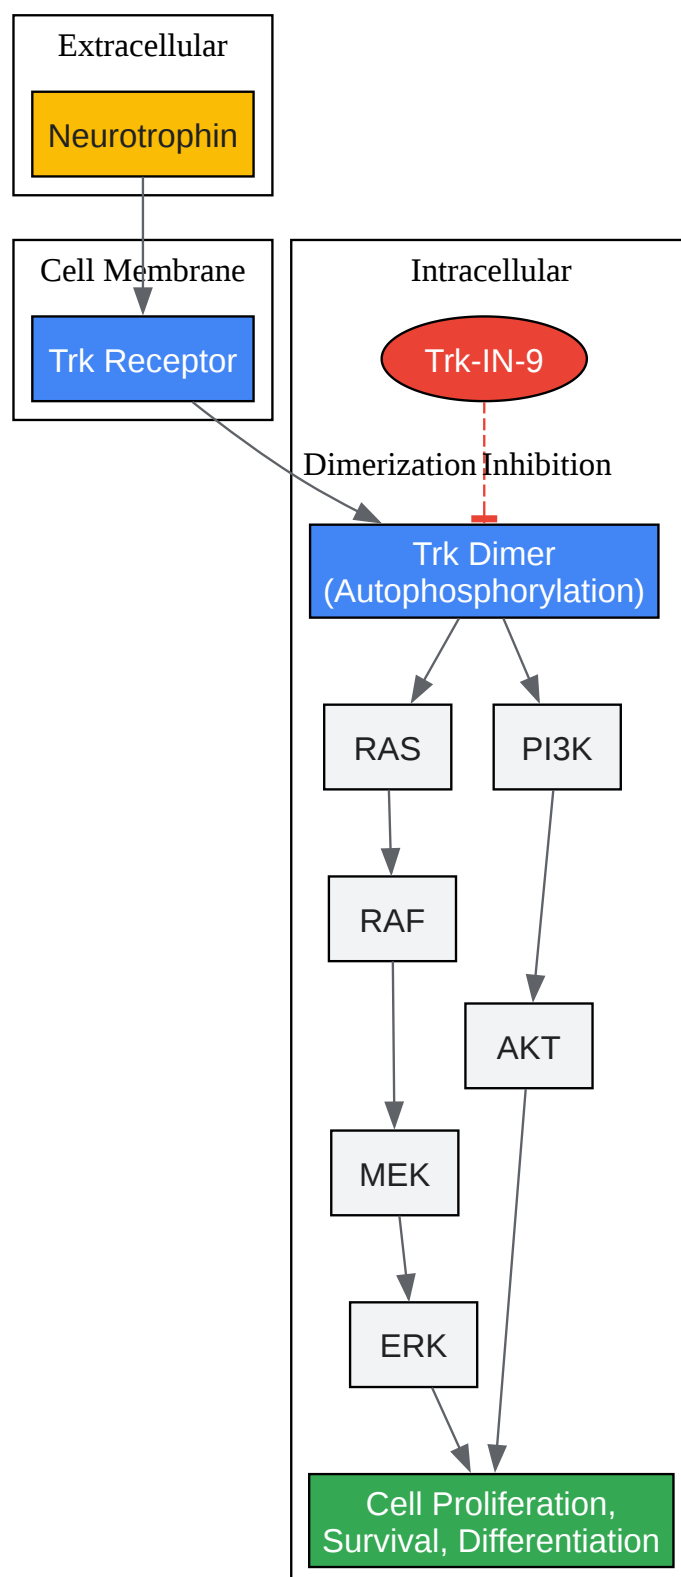 Extracellular
Neurotrophin
Cell Membrane
Trk Receptor
Intracellular
Trk-IN-9
Dimerization
Inhibition
Trk Dimer
(Autophosphorylation)
RAS
PI3K
RAF
AKT
MEK
ERK
Cell Proliferation,
Survival, Differentiation